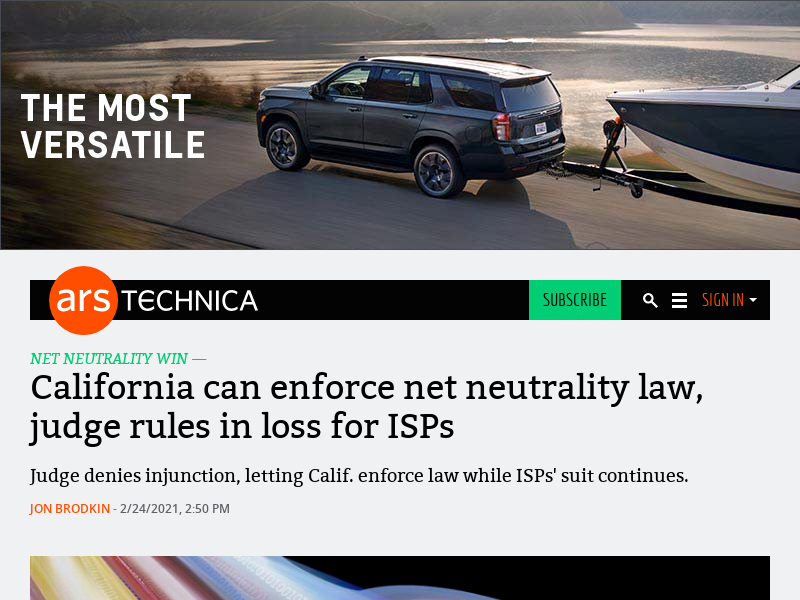 THE MOST
VERSATILE
ars TECHNICA
SUBSCRIBE
SIGN IN
NET NEUTRALITY WIN —
California can enforce net neutrality law,
judge rules in loss for ISPs
Judge denies injunction, letting Calif. enforce law while ISPs' suit continues.
JON BRODKIN - 2/24/2021, 2:50 PM